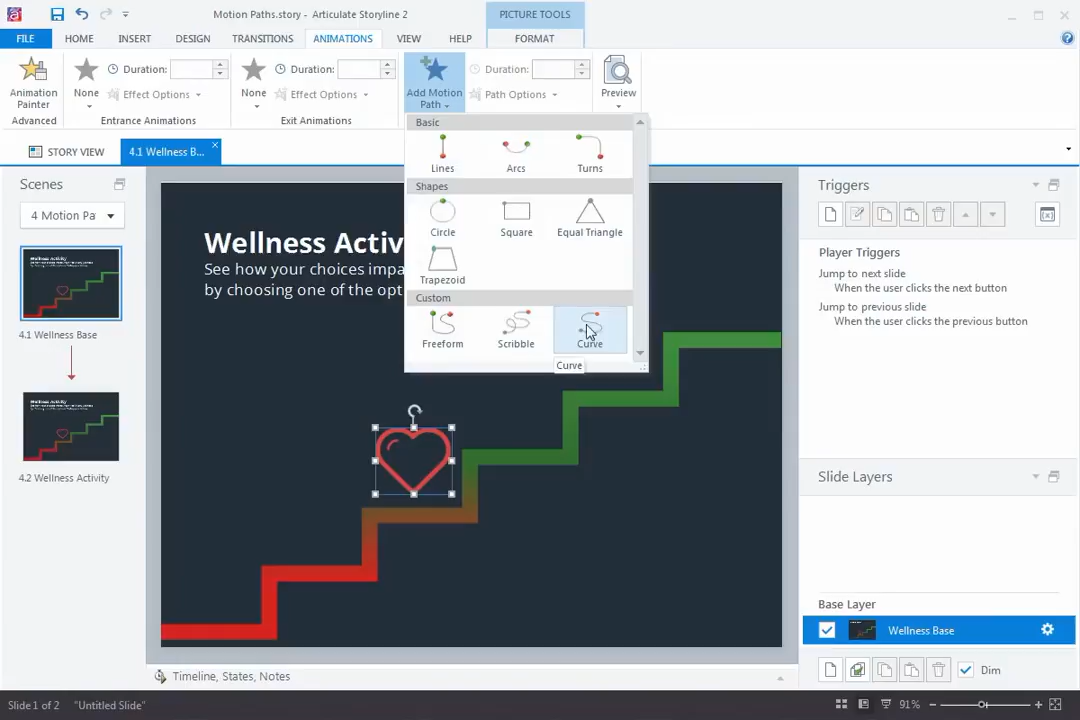 Motion Paths.story - Articulate Storyline 2
PICTURE TOOLS
FILE HOME INSERT DESIGN TRANSITIONS ANIMATIONS VIEW HELP FORMAT
Animation Painter
Advanced
None
Duration:
Effect Options
Entrance Animations
None
Duration:
Effect Options
Exit Animations
Add Motion Path
Duration:
Path Options
Preview
STORY VIEW
4.1 Wellness B...
Basic
Lines Arcs Turns
Shapes
Circle Square Equal Triangle
Trapezoid
Custom
Freeform Scribble Curve
Curve
Scenes
4 Motion Pa
4.1 Wellness Base
4.2 Wellness Activity
Wellness Activ
See how your choices impa
by choosing one of the opt
Timeline, States, Notes
Triggers
Player Triggers
Jump to next slide
When the user clicks the next button
Jump to previous slide
When the user clicks the previous button
Slide Layers
Base Layer
Wellness Base
Dim
Slide 1 of 2 "Untitled Slide" 91%